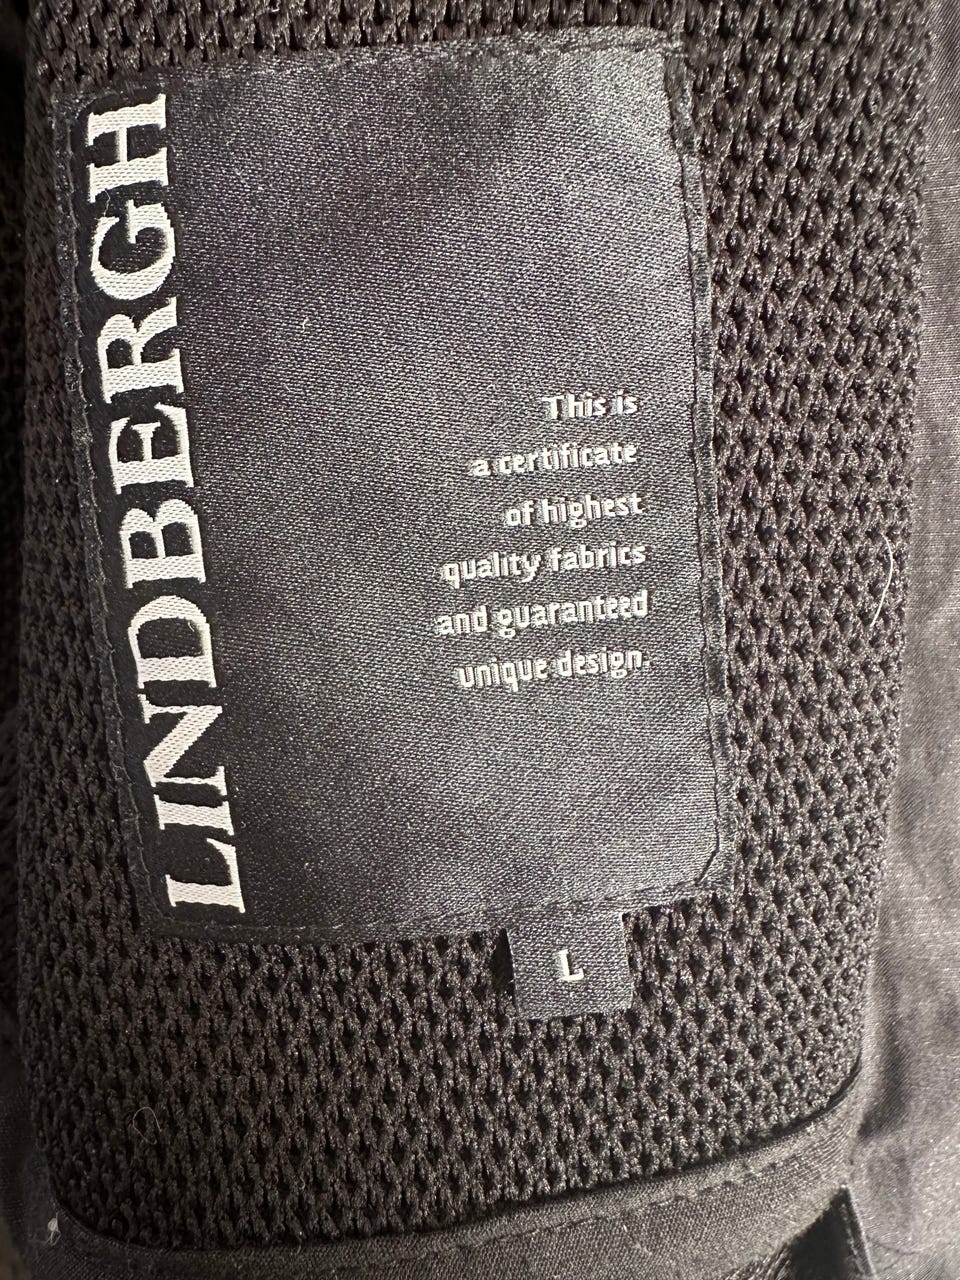 LINDBERGH
This is
a certificate
of highest
quality fabrics
and guaranteed
unique design.
L